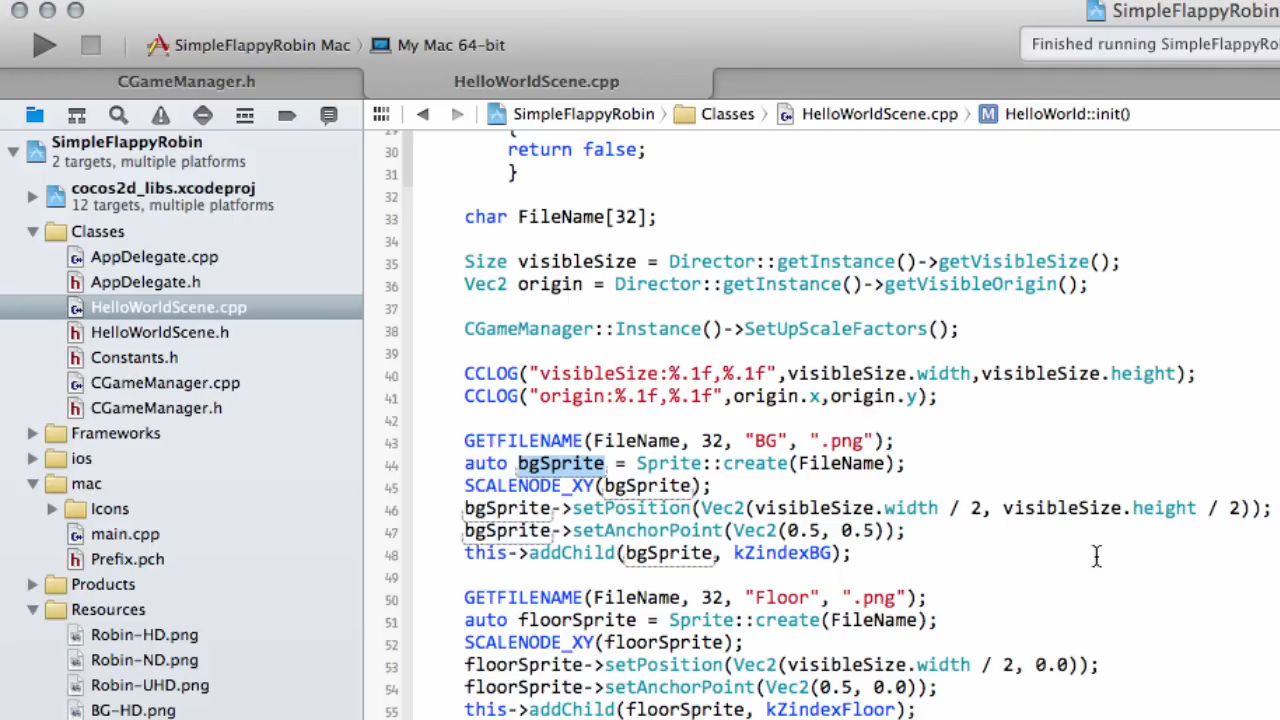 SimpleFlappyRobin
SimpleFlappyRobin Mac 〉 My Mac 64-bit
Finished running SimpleFlappyRo
CGameManager.h
HelloWorldScene.cpp
SimpleFlappyRobin 〉 Classes 〉 HelloWorldScene.cpp 〉 M HelloWorld::init()
SimpleFlappyRobin
2 targets, multiple platforms
cocos2d_libs.xcodeproj
12 targets, multiple platforms
Classes
AppDelegate.cpp
AppDelegate.h
HelloWorldScene.cpp
HelloWorldScene.h
Constants.h
CGameManager.cpp
CGameManager.h
Frameworks
ios
mac
Icons
main.cpp
Prefix.pch
Products
Resources
Robin-HD.png
Robin-ND.png
Robin-UHD.png
BG-HD.png
29 {
30 return false;
31 }
32
33 char FileName[32];
34
35 Size visibleSize = Director::getInstance()->getVisibleSize();
36 Vec2 origin = Director::getInstance()->getVisibleOrigin();
37
38 CGameManager::Instance()->SetUpScaleFactors();
39
40 CCLOG("visibleSize:%.1f,%.1f",visibleSize.width,visibleSize.height);
41 CCLOG("origin:%.1f,%.1f",origin.x,origin.y);
42
43 GETFILENAME(FileName, 32, "BG", ".png");
44 auto bgSprite = Sprite::create(FileName);
45 SCALENODE_XY(bgSprite);
46 bgSprite->setPosition(Vec2(visibleSize.width / 2, visibleSize.height / 2));
47 bgSprite->setAnchorPoint(Vec2(0.5, 0.5));
48 this->addChild(bgSprite, kZindexBG);
49
50 GETFILENAME(FileName, 32, "Floor", ".png");
51 auto floorSprite = Sprite::create(FileName);
52 SCALENODE_XY(floorSprite);
53 floorSprite->setPosition(Vec2(visibleSize.width / 2, 0.0));
54 floorSprite->setAnchorPoint(Vec2(0.5, 0.0));
55 this->addChild(floorSprite, kZindexFloor);